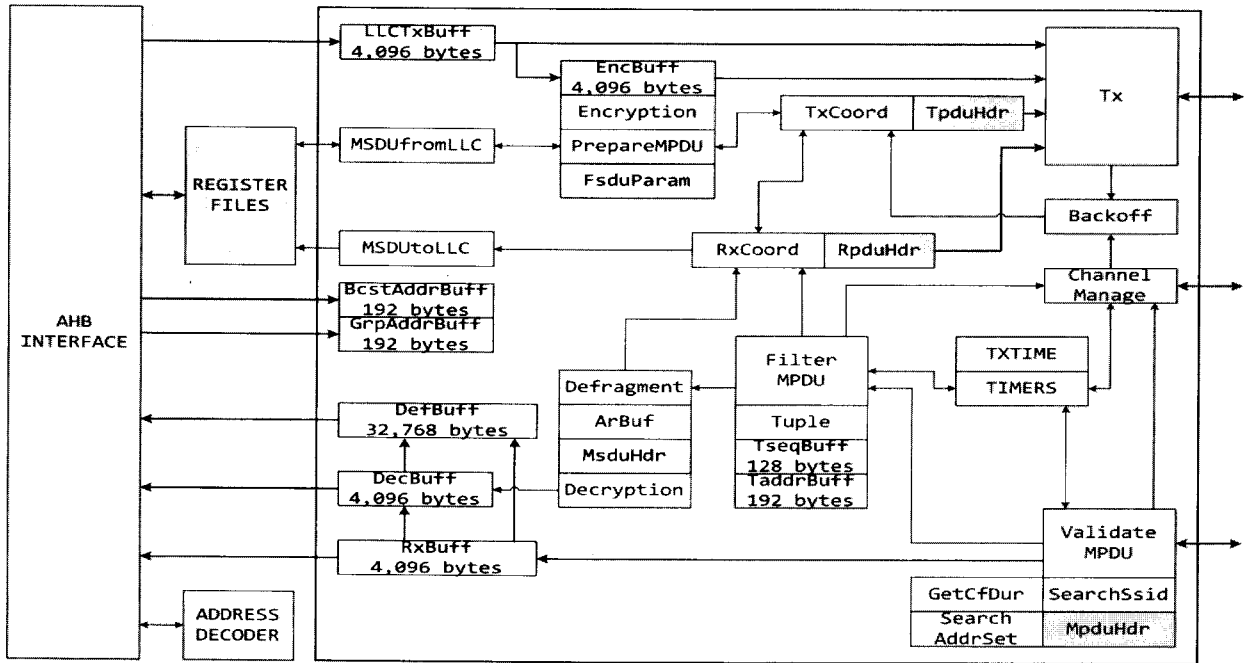 LLCTxBuff
4,096 bytes
EncBuff
4,096 bytes
Encryption
PrepareMPDU
FsduParam
TxCoord
TpduHdr
Tx
MSDUfromLLC
REGISTER
FILES
MSDUtoLLC
RxCoord
RpduHdr
Backoff
Channel
Manage
BcstAddrBuff
192 bytes
GrpAddrBuff
192 bytes
AHB
INTERFACE
Filter
MPDU
Tuple
TseqBuff
128 bytes
TaddrBuff
192 bytes
TXTIME
TIMERS
Defragment
ArBuf
MsduHdr
Decryption
DefBuff
32,768 bytes
DecBuff
4,096 bytes
RxBuff
4,096 bytes
Validate
MPDU
GetCfDur
SearchSsid
Search
AddrSet
MpduHdr
ADDRESS
DECODER